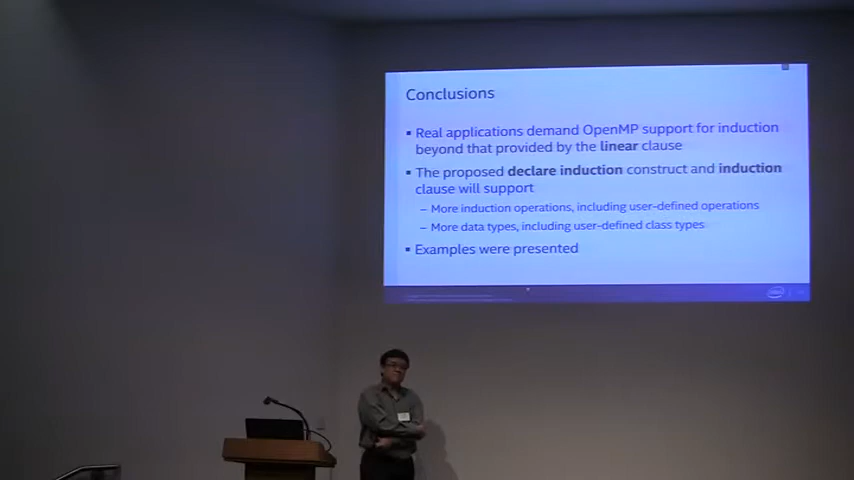 Conclusions
▪ Real applications demand OpenMP support for induction
beyond that provided by the linear clause
▪ The proposed declare induction construct and induction
clause will support
– More induction operations, including user-defined operations
– More data types, including user-defined class types
▪ Examples were presented
intel